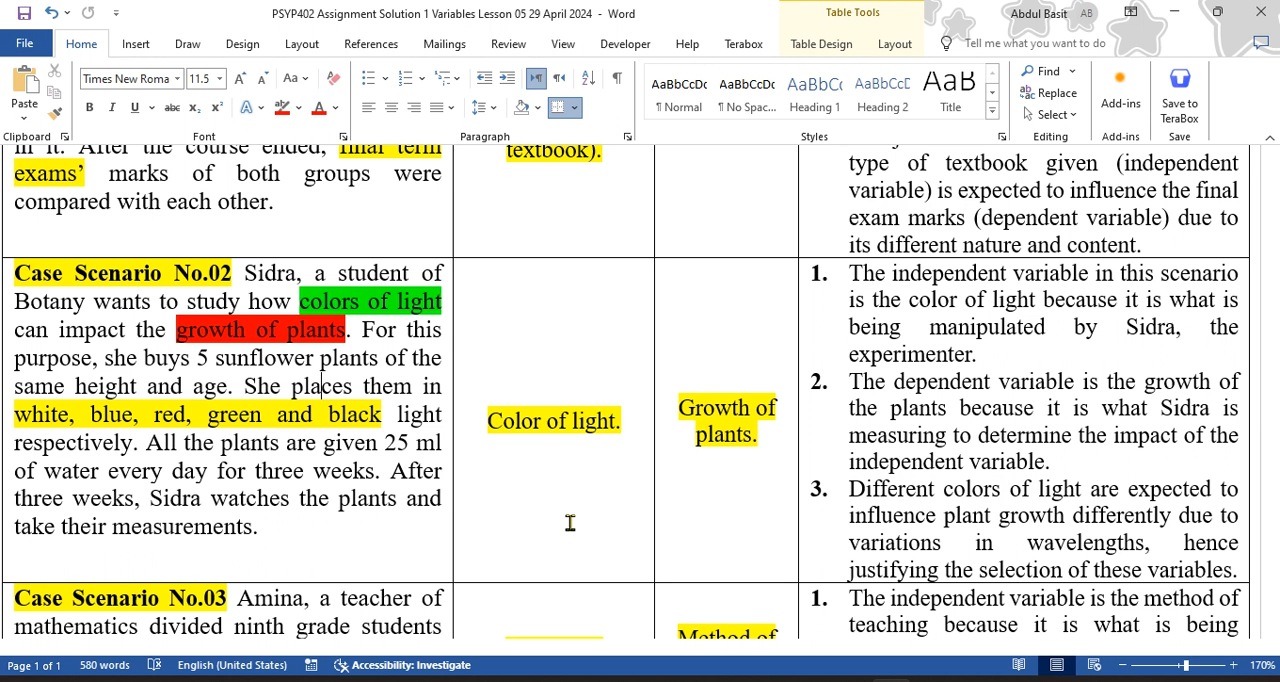 PSYP402 Assignment Solution 1 Variables Lesson 05 29 April 2024 - Word
Table Tools
Abdul Basit AB
File Home Insert Draw Design Layout References Mailings Review View Developer Help Terabox Table Design Layout Tell me what you want to do
Paste
Times New Roma 11.5 A A Aa A
B I U abc x₂ x² A ab A
AaBbCcDc AaBbCcDc AaBbC( AaBbCcE AaB
¶ Normal ¶ No Spac... Heading 1 Heading 2 Title
Find
Replace
Select
Add-ins
Save to
TeraBox
Clipboard Font Paragraph Styles Editing Add-ins Save
in it. After the course ended, final term
exams’ marks of both groups were
compared with each other.
textbook).
type of textbook given (independent
variable) is expected to influence the final
exam marks (dependent variable) due to
its different nature and content.
Case Scenario No.02 Sidra, a student of
Botany wants to study how colors of light
can impact the growth of plants. For this
purpose, she buys 5 sunflower plants of the
same height and age. She places them in
white, blue, red, green and black light
respectively. All the plants are given 25 ml
of water every day for three weeks. After
three weeks, Sidra watches the plants and
take their measurements.
Color of light.
Growth of
plants.
1. The independent variable in this scenario
is the color of light because it is what is
being manipulated by Sidra, the
experimenter.
2. The dependent variable is the growth of
the plants because it is what Sidra is
measuring to determine the impact of the
independent variable.
3. Different colors of light are expected to
influence plant growth differently due to
variations in wavelengths, hence
justifying the selection of these variables.
Case Scenario No.03 Amina, a teacher of
mathematics divided ninth grade students
Method of
1. The independent variable is the method of
teaching because it is what is being
Page 1 of 1 580 words English (United States) Accessibility: Investigate 170%